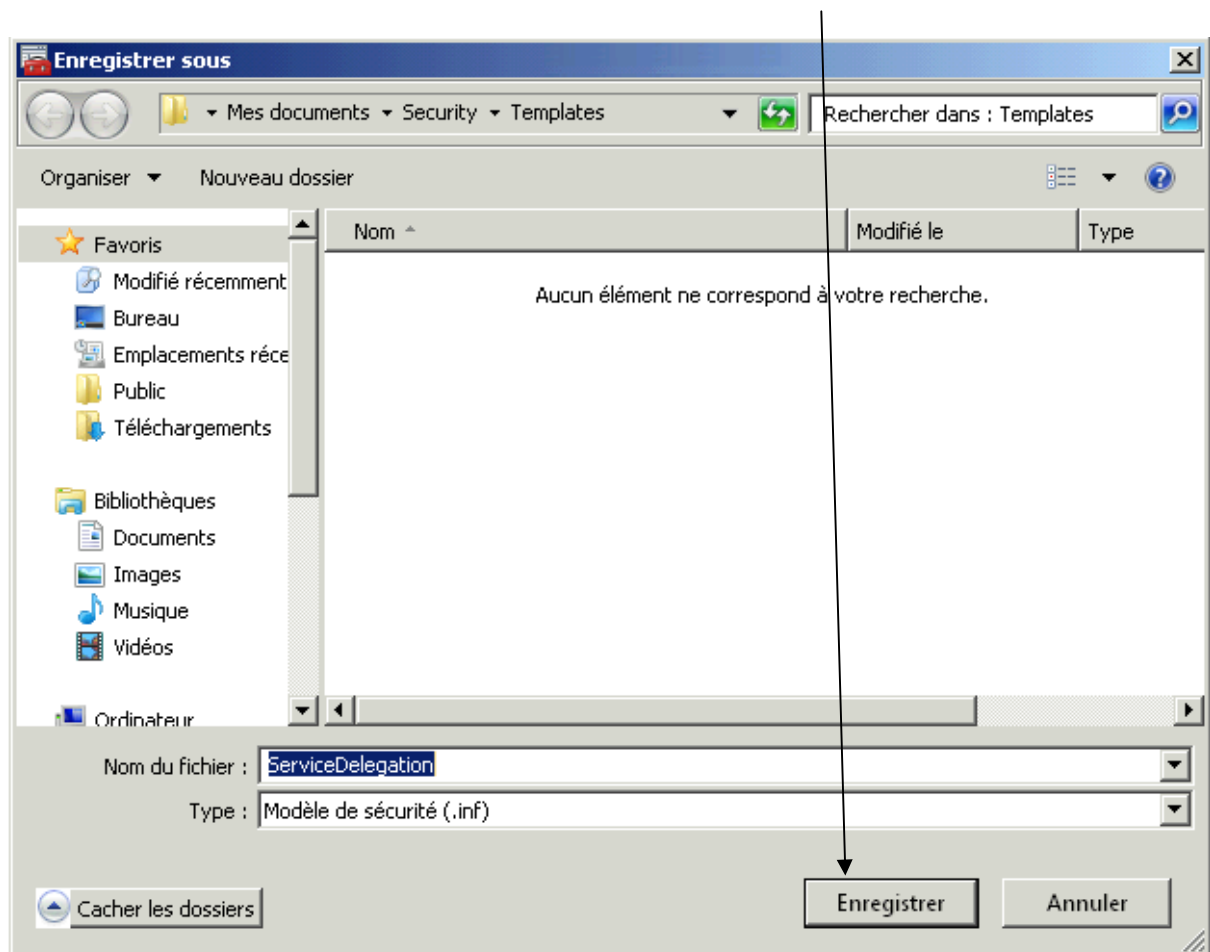 Enregistrer sous
Mes documents Security Templates
Rechercher dans : Templates
Organiser Nouveau dossier
Nom Modifié le Type
Favoris
Modifié récemment
Bureau
Emplacements réce
Public
Téléchargements
Bibliothèques
Documents
Images
Musique
Vidéos
Ordinateur
Aucun élément ne correspond à votre recherche.
Nom du fichier : ServiceDelegation
Type : Modèle de sécurité (.inf)
Cacher les dossiers
Enregistrer
Annuler